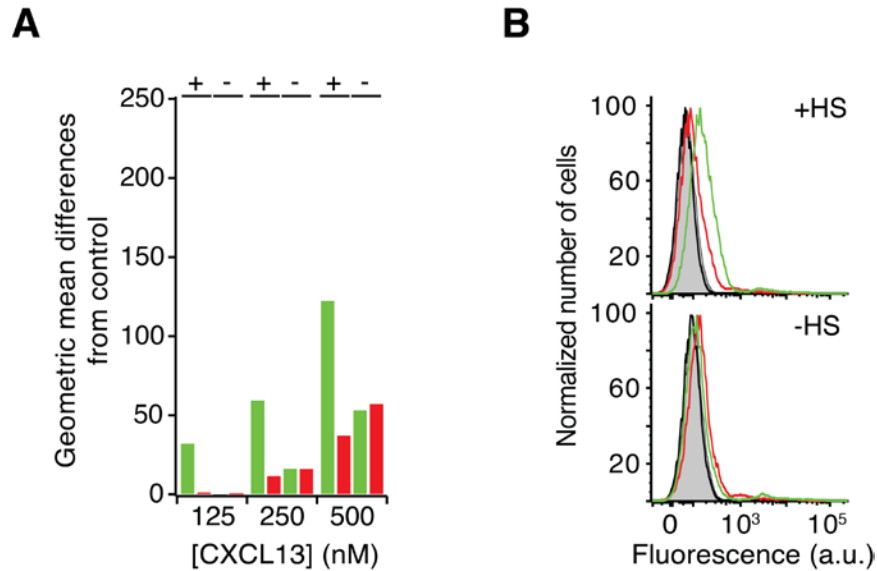 A
+ - + - + -
250
200
150
100
50
0
Geometric mean differences
from control
125 250 500
[CXCL13] (nM)
B
100
60
20
+HS
100
60
20
-HS
Normalized number of cells
0 10³ 10⁵
Fluorescence (a.u.)